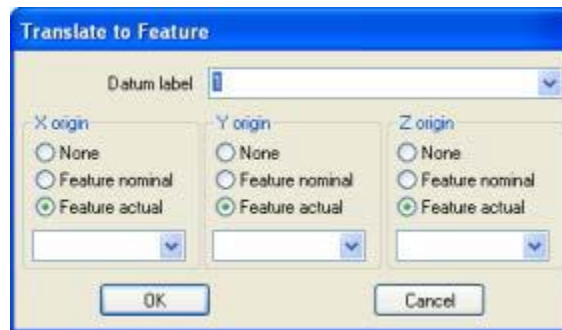 Translate to Feature
Datum label 1
X origin Y origin Z origin
None None None
Feature nominal Feature nominal Feature nominal
Feature actual Feature actual Feature actual
OK Cancel